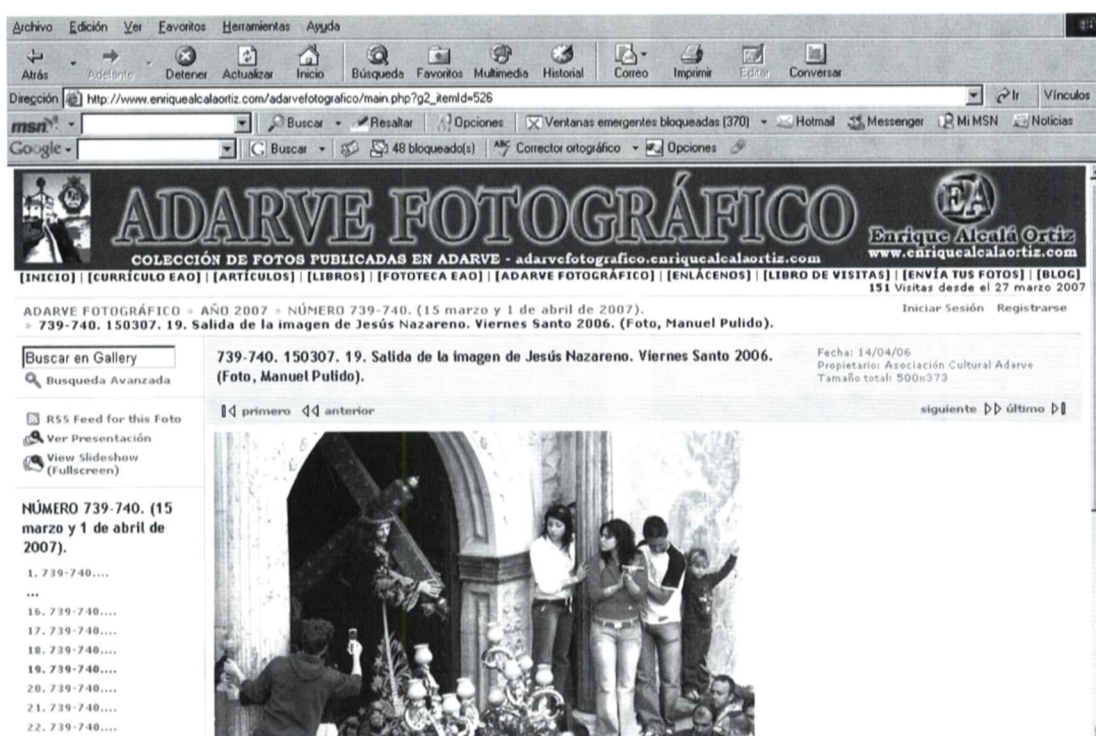 Archivo Edición Ver Favoritos Herramientas Ayuda
Atrás Adelante Detener Actualizar Inicio Búsqueda Favoritos Multimedia Historial Correo Imprimir Editar Conversar
Dirección http://www.enriquealcalaortiz.com/adarvefotografico/main.php?g2_itemId=526 Ir Vínculos
msn Buscar Resaltar Opciones Ventanas emergentes bloqueadas (370) Hotmail Messenger Mi MSN Noticias
Google Buscar 48 bloqueado(s) ABC Corrector ortográfico Opciones
ADARVE FOTOGRÁFICO EA
Enrique Alcalá Ortiz
COLECCIÓN DE FOTOS PUBLICADAS EN ADARVE - adarvefotografico.enriquealcalaortiz.com www.enriquealcalaortiz.com
[INICIO] | [CURRÍCULO EAO] | [ARTÍCULOS] | [LIBROS] | [FOTOTECA EAO] | [ADARVE FOTOGRÁFICO] | [ENLÁCENOS] | [LIBRO DE VISITAS] | [ENVÍA TUS FOTOS] | [BLOG]
151 Visitas desde el 27 marzo 2007
ADARVE FOTOGRÁFICO » AÑO 2007 » NÚMERO 739-740. (15 marzo y 1 de abril de 2007). Iniciar Sesión Registrarse
» 739-740. 150307. 19. Salida de la imagen de Jesús Nazareno. Viernes Santo 2006. (Foto, Manuel Pulido).
Buscar en Gallery
Busqueda Avanzada
RSS Feed for this Foto
Ver Presentación
View Slideshow
(Fullscreen)
NÚMERO 739-740. (15
marzo y 1 de abril de
2007).
1. 739-740....
...
16. 739-740....
17. 739-740....
18. 739-740....
19. 739-740....
20. 739-740....
21. 739-740....
22. 739-740....
739-740. 150307. 19. Salida de la imagen de Jesús Nazareno. Viernes Santo 2006.
(Foto, Manuel Pulido).
Fecha: 14/04/06
Propietario: Asociación Cultural Adarve
Tamaño total: 500x373
primero anterior siguiente último